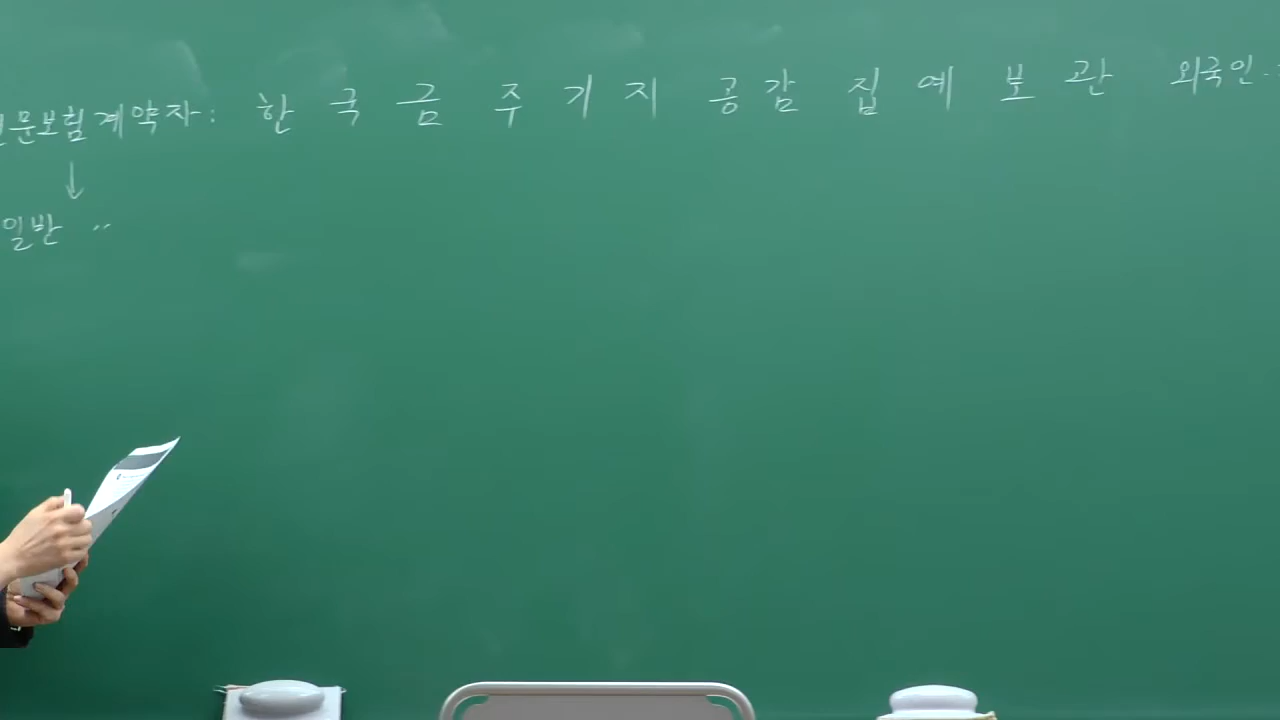 문보험계약자: 한 국 금 주 기 지 공 감 집 예 보 관 외국인.
↓
일반 〃